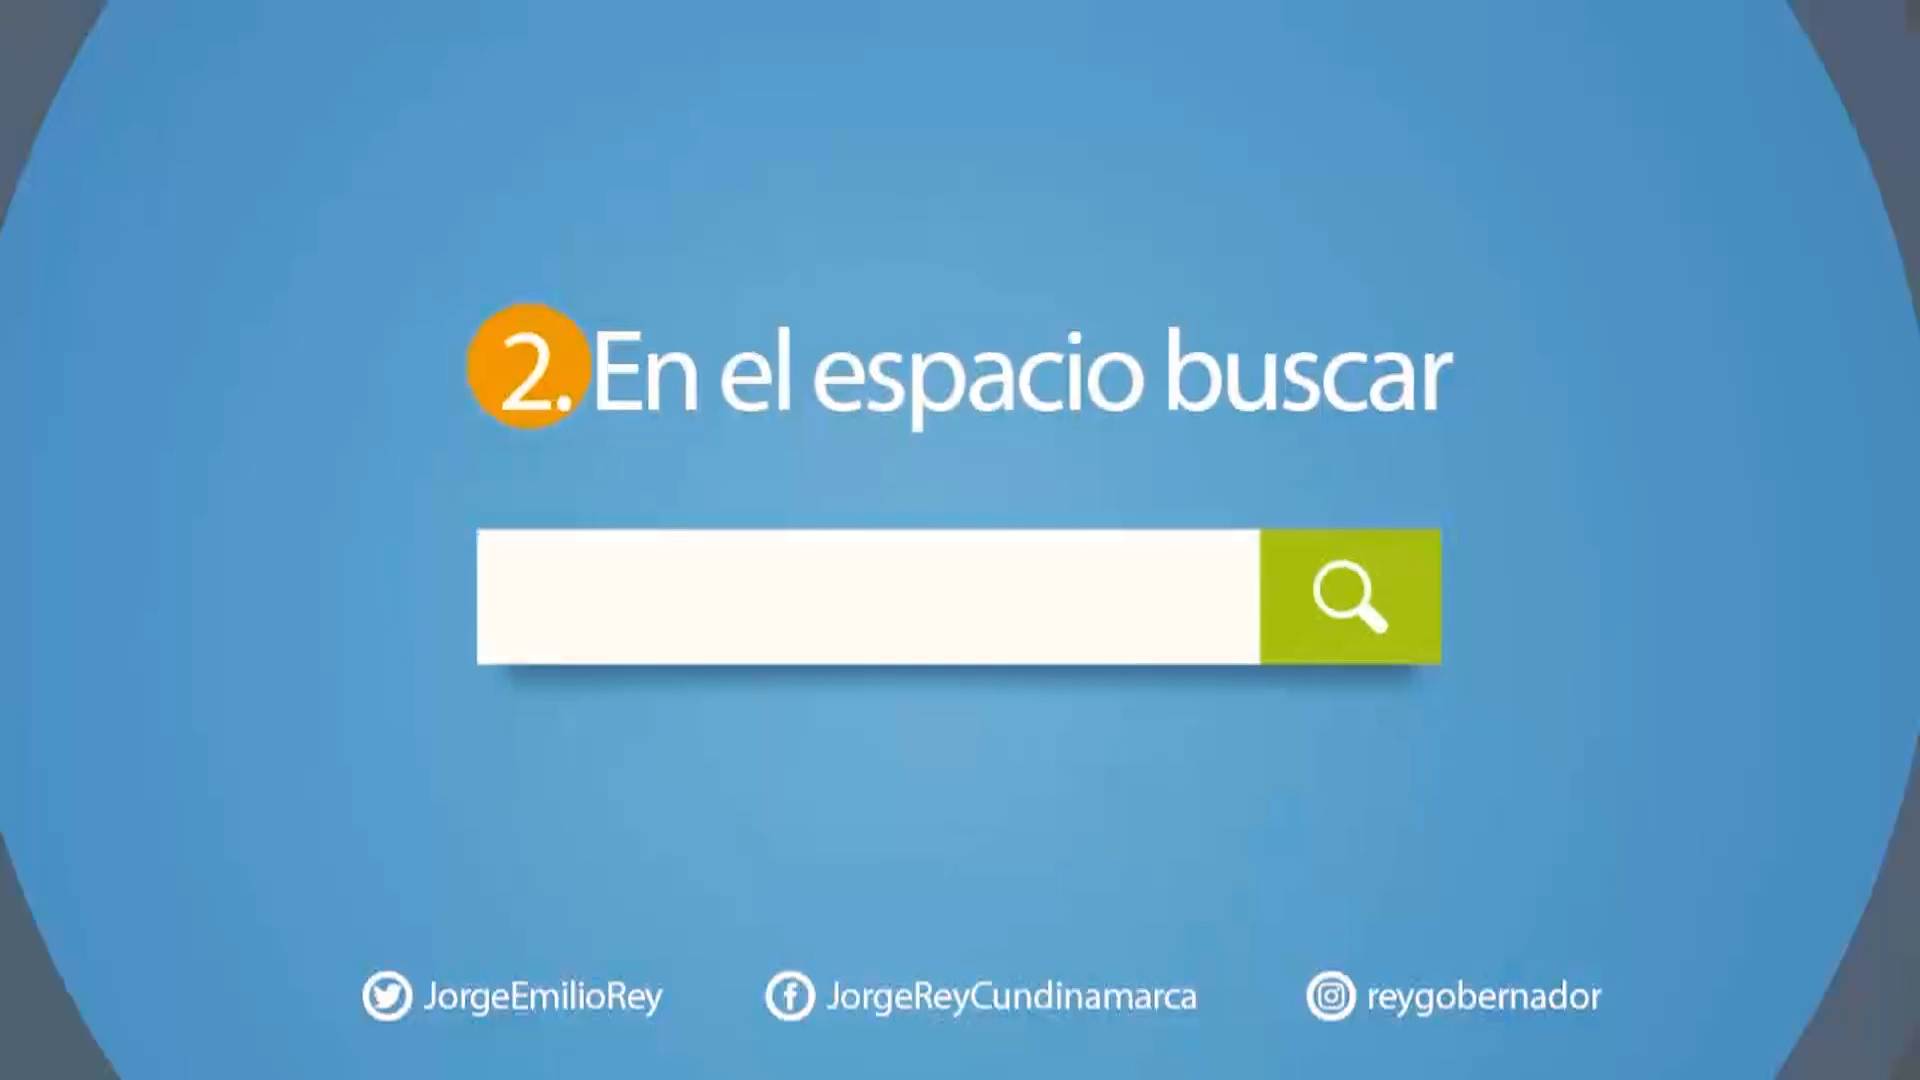 2. En el espacio buscar
JorgeEmilioRey
JorgeReyCundinamarca
reygobernador